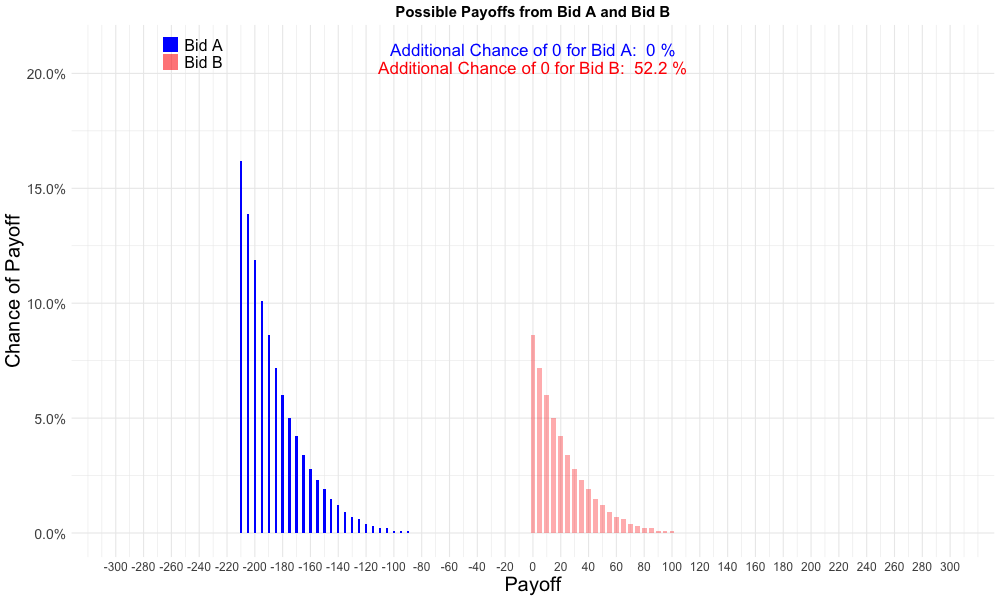 Possible Payoffs from Bid A and Bid B
Bid A
Bid B
Additional Chance of 0 for Bid A:  0 %
Additional Chance of 0 for Bid B:  52.2 %
Chance of Payoff
20.0%
15.0%
10.0%
5.0%
0.0%
-300 -280 -260 -240 -220 -200 -180 -160 -140 -120 -100 -80 -60 -40 -20 0 20 40 60 80 100 120 140 160 180 200 220 240 260 280 300
Payoff